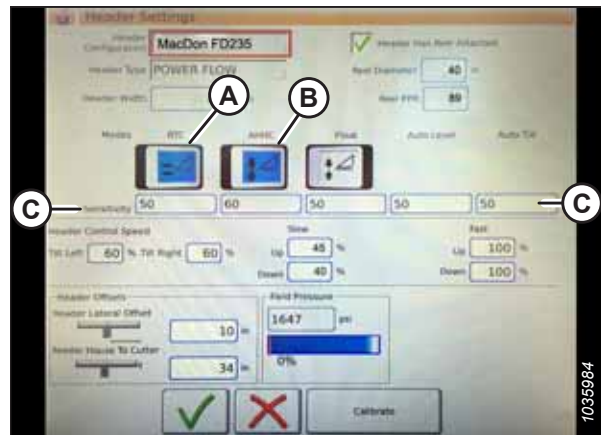 Header Settings
Header Configuration MacDon FD235
Header Has Reel Attached
Header Type POWER FLOW
Reel Diameter 40 in
Header Width
Reel PPR 89
A
B
Modes RTC AHHC Float Auto Level Auto Tilt
C Sensitivity 50 60 50 50 50 C
Header Control Speed
Slow
Fast
Tilt Left 60 % Tilt Right 60 % Up 45 % Up 100 %
Down 40 % Down 100 %
Header Offsets
Field Pressure
Header Lateral Offset
10 in
1647 psi
Feeder House To Cutter
34 in
0%
Calibrate
1035984